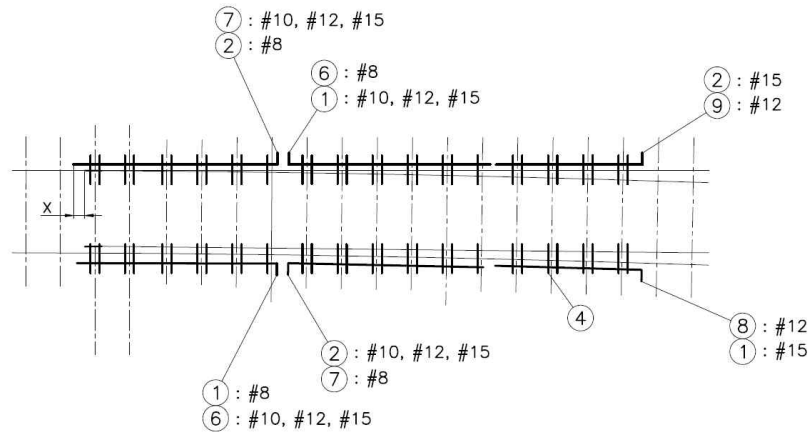 ⑦ : #10, #12, #15
② : #8
⑥ : #8
① : #10, #12, #15
② : #15
⑨ : #12
X
④
⑧ : #12
① : #15
② : #10, #12, #15
⑦ : #8
① : #8
⑥ : #10, #12, #15